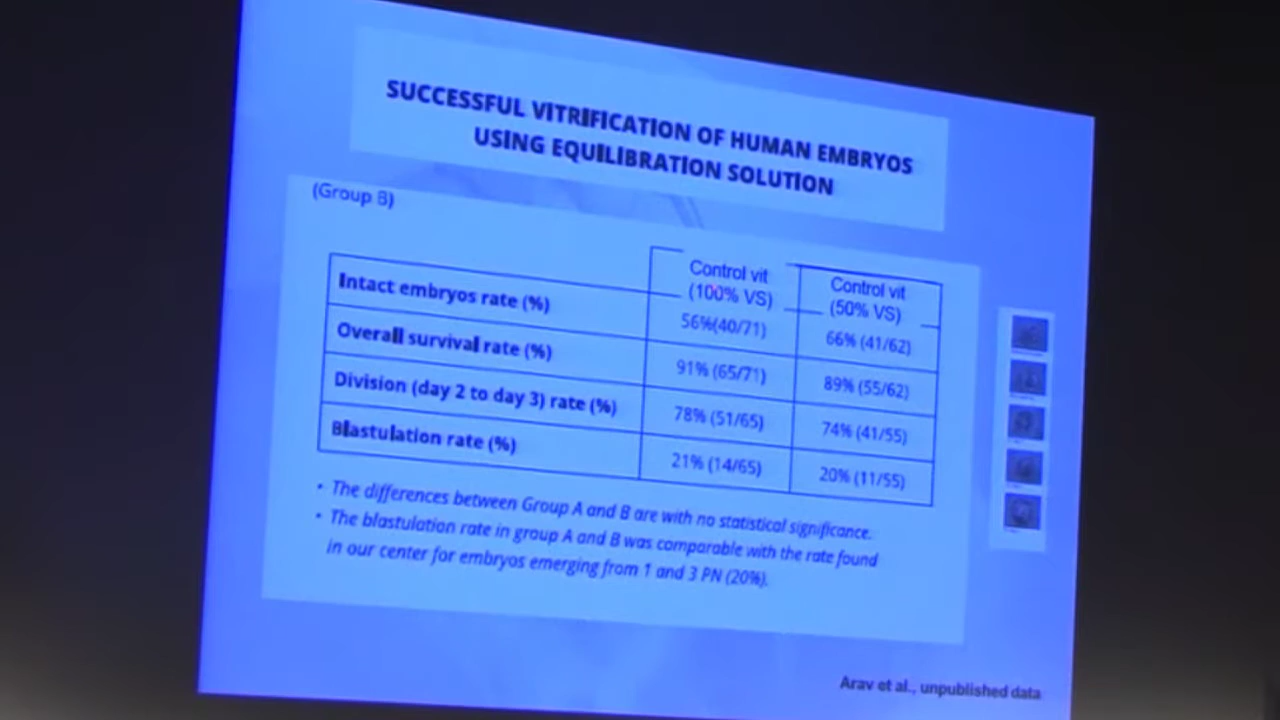 SUCCESSFUL VITRIFICATION OF HUMAN EMBRYOS
USING EQUILIBRATION SOLUTION
(Group B)
Control vit
(100% VS)
Control vit
(50% VS)
Intact embryos rate (%) 56%(40/71) 66% (41/62)
Overall survival rate (%) 91% (65/71) 89% (55/62)
Division (day 2 to day 3) rate (%) 78% (51/65) 74% (41/55)
Blastulation rate (%) 21% (14/65) 20% (11/55)
• The differences between Group A and B are with no statistical significance.
• The blastulation rate in group A and B was comparable with the rate found
in our center for embryos emerging from 1 and 3 PN (20%).
Arav et al., unpublished data